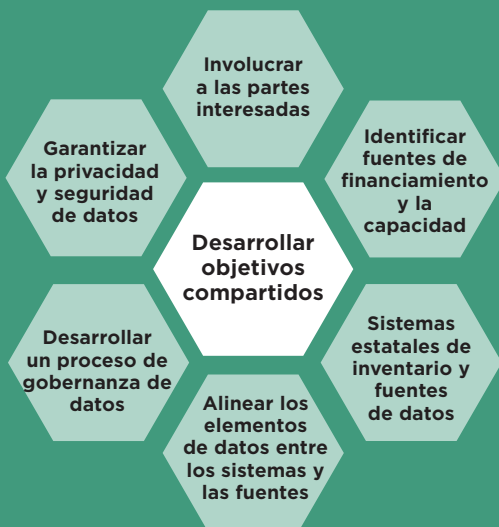 Involucrar
a las partes
interesadas
Identificar
fuentes de
financiamiento
y la
capacidad
Sistemas
estatales de
inventario y
fuentes
de datos
Alinear los
elementos
de datos entre
los sistemas y
las fuentes
Desarrollar
un proceso de
gobernanza de
datos
Garantizar
la privacidad
y seguridad
de datos
Desarrollar
objetivos
compartidos